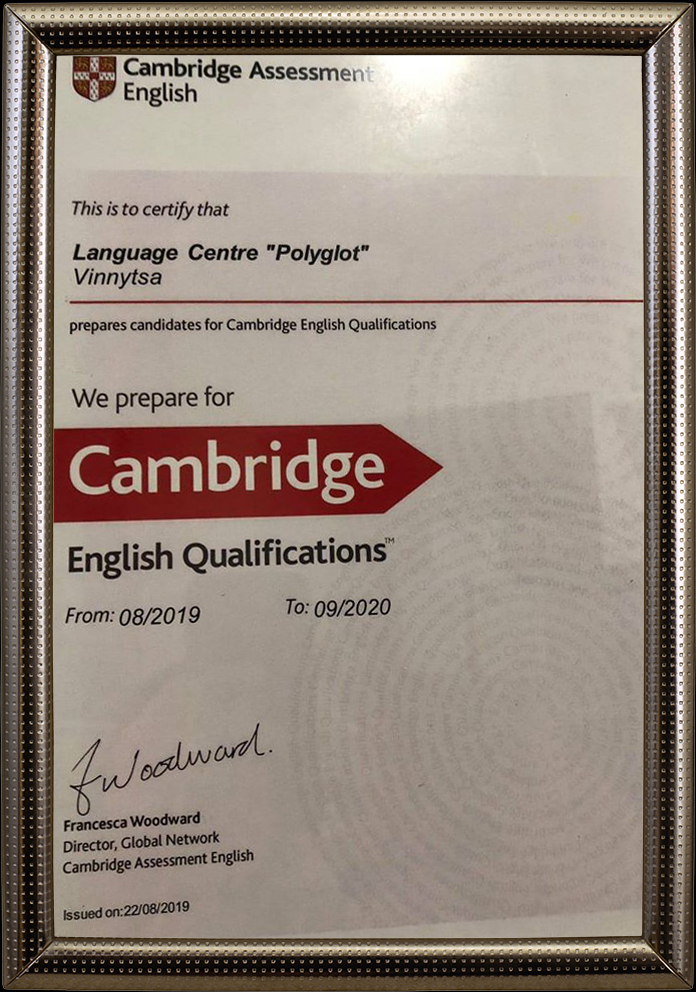 Cambridge Assessment
English
This is to certify that
Language Centre "Polyglot"
Vinnytsa
prepares candidates for Cambridge English Qualifications
We prepare for
Cambridge
English Qualifications™
From: 08/2019 To: 09/2020
F Woodward.
Francesca Woodward
Director, Global Network
Cambridge Assessment English
Issued on:22/08/2019